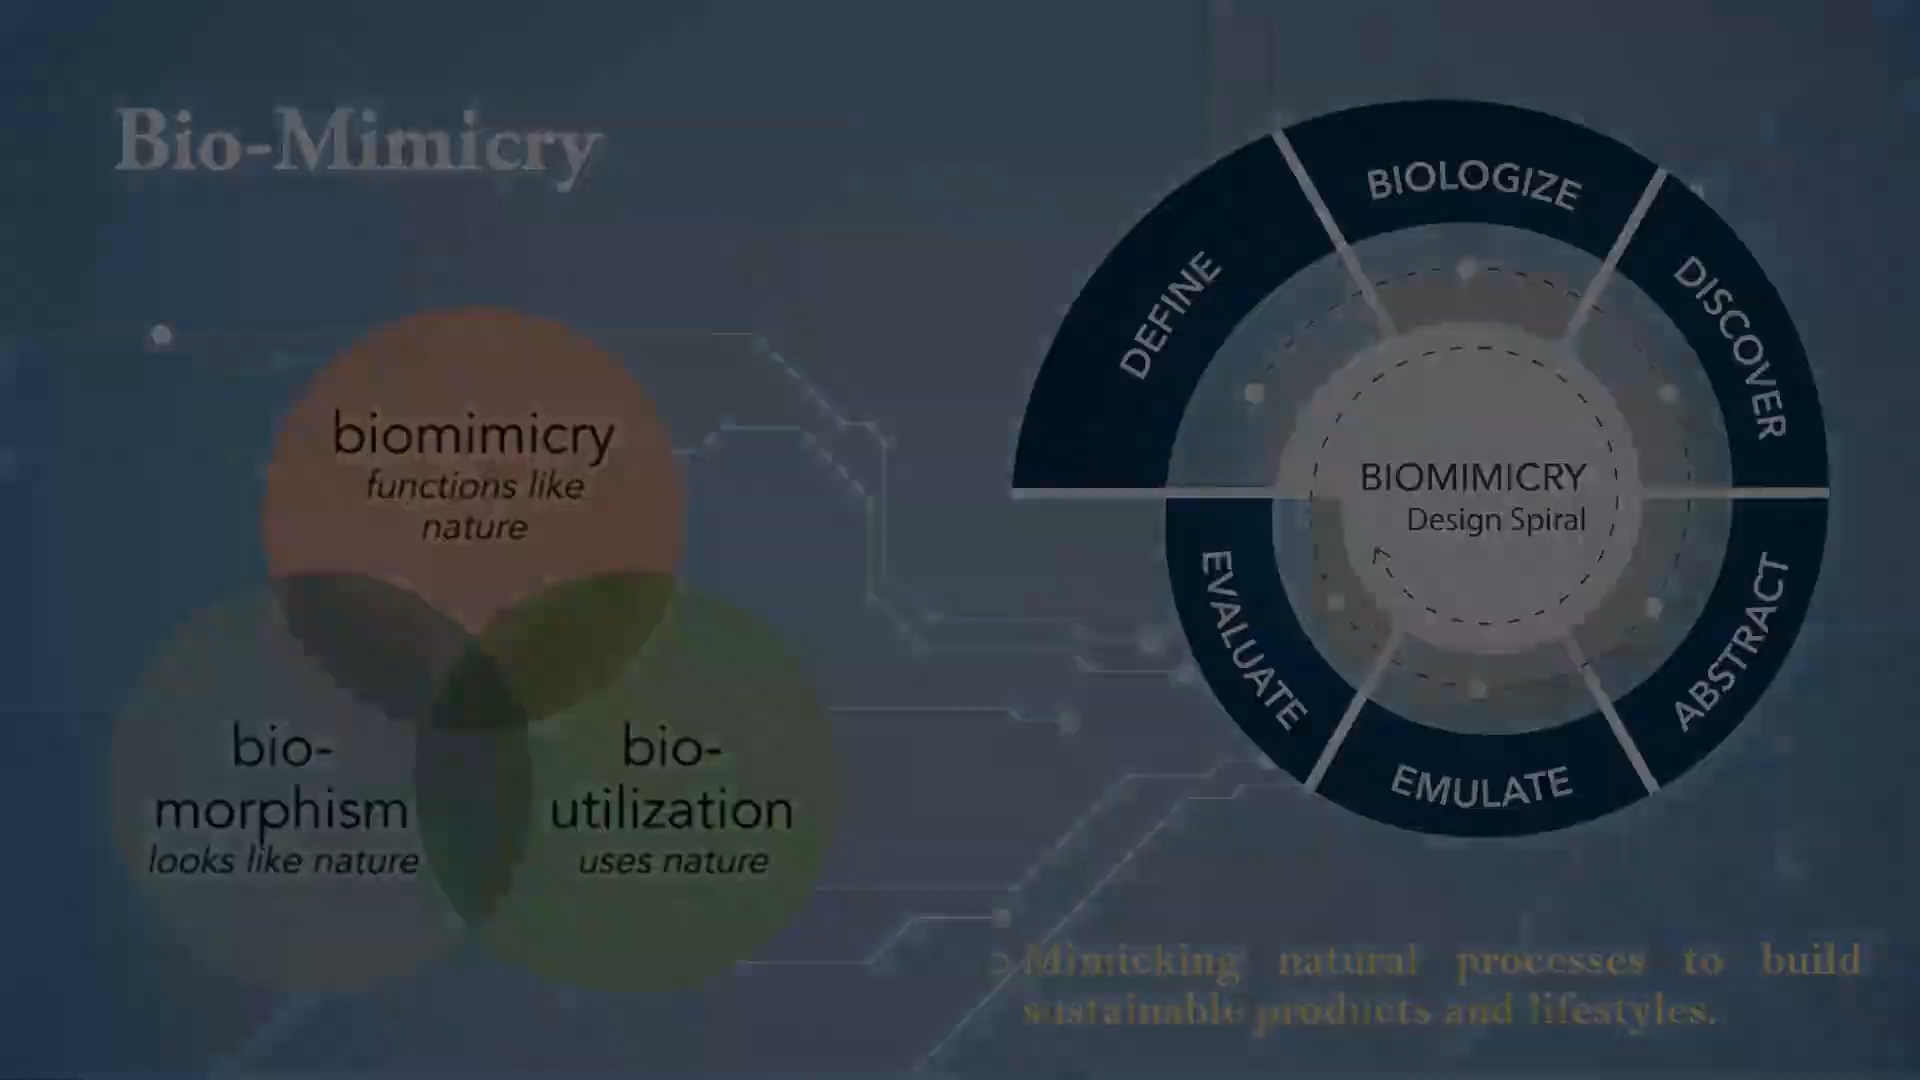 Bio-Mimicry
biomimicry
functions like
nature
bio-
morphism
looks like nature
bio-
utilization
uses nature
DEFINE
BIOLOGIZE
DISCOVER
ABSTRACT
EMULATE
EVALUATE
BIOMIMICRY
Design Spiral
Mimicking natural processes to build
sustainable products and lifestyles.